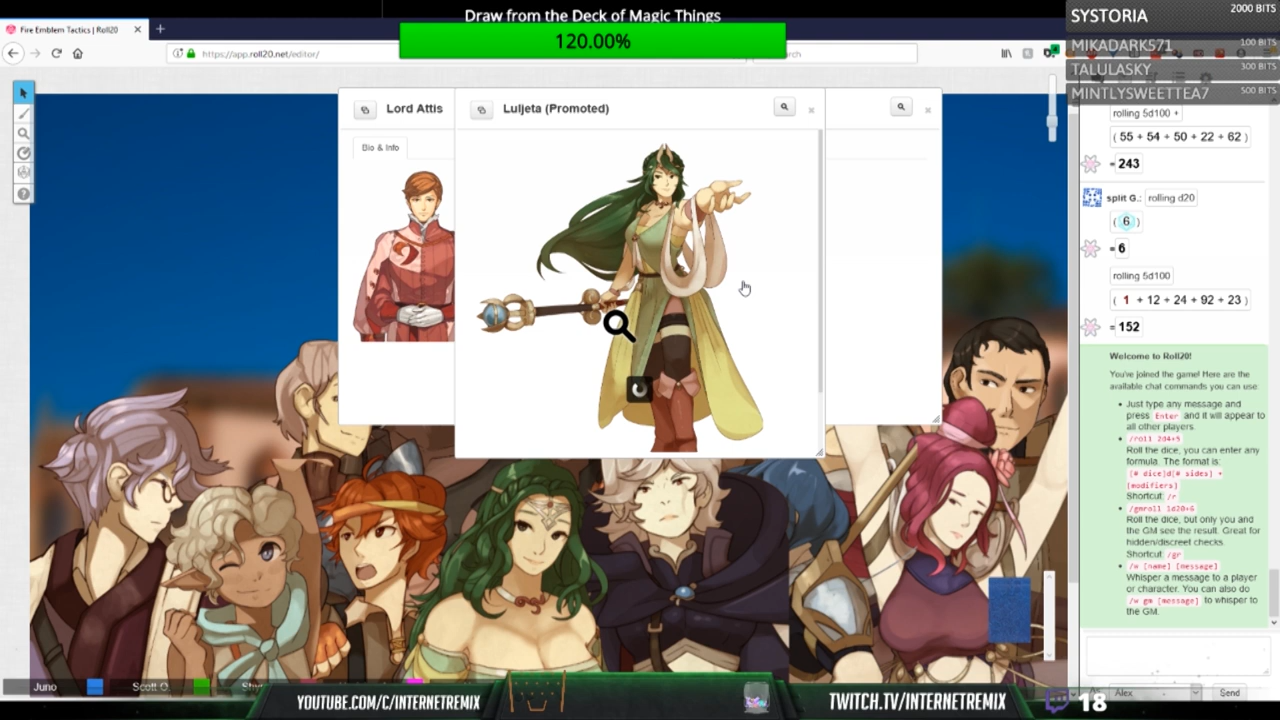 Draw from the Deck of Magic Things
120.00%
SYSTORIA 2000 BITS
MIKADARK571 100 BITS
TALULASKY 300 BITS
MINTLYSWEETTEA7 500 BITS
Fire Emblem Tactics | Roll20
https://app.roll20.net/editor/
Lord Attis
Luljeta (Promoted)
Bio & Info
rolling 5d100 +
( 55 + 54 + 50 + 22 + 62 )
= 243
split G.: rolling d20
( 6 )
= 6
rolling 5d100
( 1 + 12 + 24 + 92 + 23 )
= 152
Welcome to Roll20!
You've joined the game! Here are the
available chat commands you can use:
Just type any message and
press Enter and it will appear to
all other players.
/roll 2d4+5
Roll the dice, you can enter any
formula. The format is:
[# dice]d[# sides] +
[modifiers]
Shortcut: /r
/gmroll 1d20+6
Roll the dice, but only you and
the GM see the result. Great for
hidden/discreet checks.
Shortcut: /gr
/w [name] [message]
Whisper a message to a player
or character. You can also do
/w gm [message] to whisper to
the GM.
Juno
Scott O.
YOUTUBE.COM/C/INTERNETREMIX
TWITCH.TV/INTERNETREMIX
18
Alex
Send